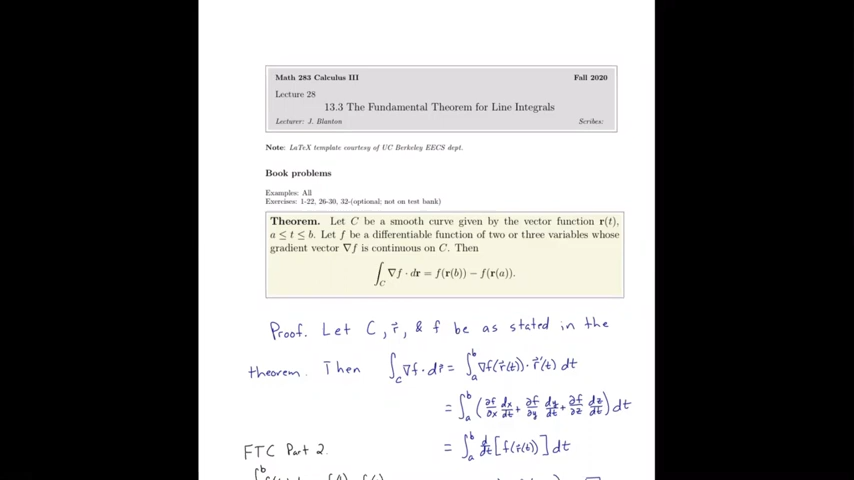 Math 283 Calculus III Fall 2020
Lecture 28
13.3 The Fundamental Theorem for Line Integrals
Lecturer: J. Blanton Scribes:
Note: LaTeX template courtesy of UC Berkeley EECS dept.
Book problems
Examples: All
Exercises: 1-22, 26-30, 32-(optional; not on test bank)
Theorem. Let C be a smooth curve given by the vector function r(t),
a ≤ t ≤ b. Let f be a differentiable function of two or three variables whose
gradient vector ∇f is continuous on C. Then
∫_C ∇f · dr = f(r(b)) − f(r(a)).
Proof. Let C, r⃗, & f be as stated in the
theorem. Then ∫_C ∇f · dr⃗ = ∫_a^b ∇f(r⃗(t)) · r⃗'(t) dt
= ∫_a^b (∂f/∂x dx/dt + ∂f/∂y dy/dt + ∂f/∂z dz/dt) dt
= ∫_a^b d/dt [f(r⃗(t))] dt
FTC Part 2.